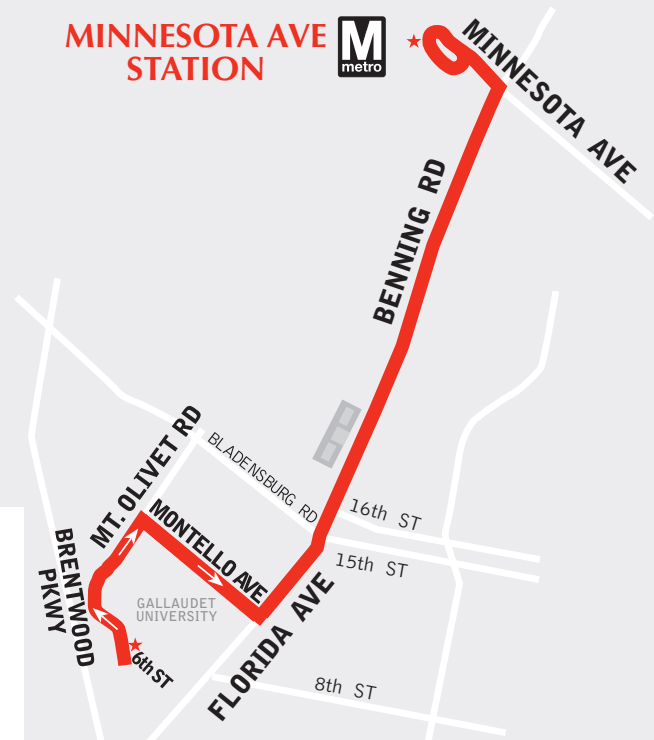 MINNESOTA AVE
STATION
M
metro
MINNESOTA AVE
BENNING RD
MT. OLIVET RD
BLADENSBURG RD
16th ST
MONTELLO AVE
15th ST
BRENTWOOD
PKWY
GALLAUDET
UNIVERSITY
FLORIDA AVE
6th ST
8th ST